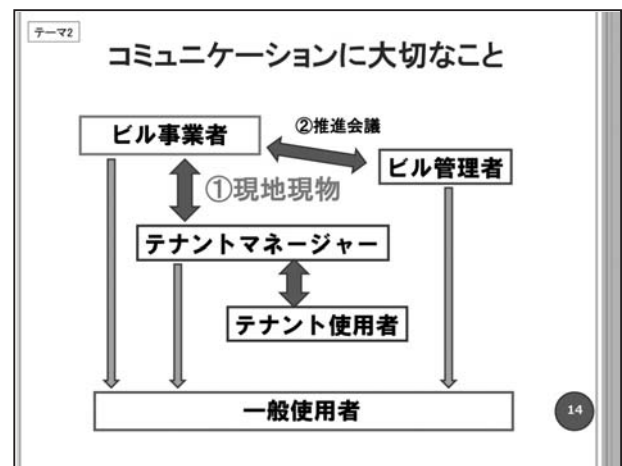 テーマ2
コミュニケーションに大切なこと
ビル事業者
②推進会議
ビル管理者
①現地現物
テナントマネージャー
テナント使用者
一般使用者
14